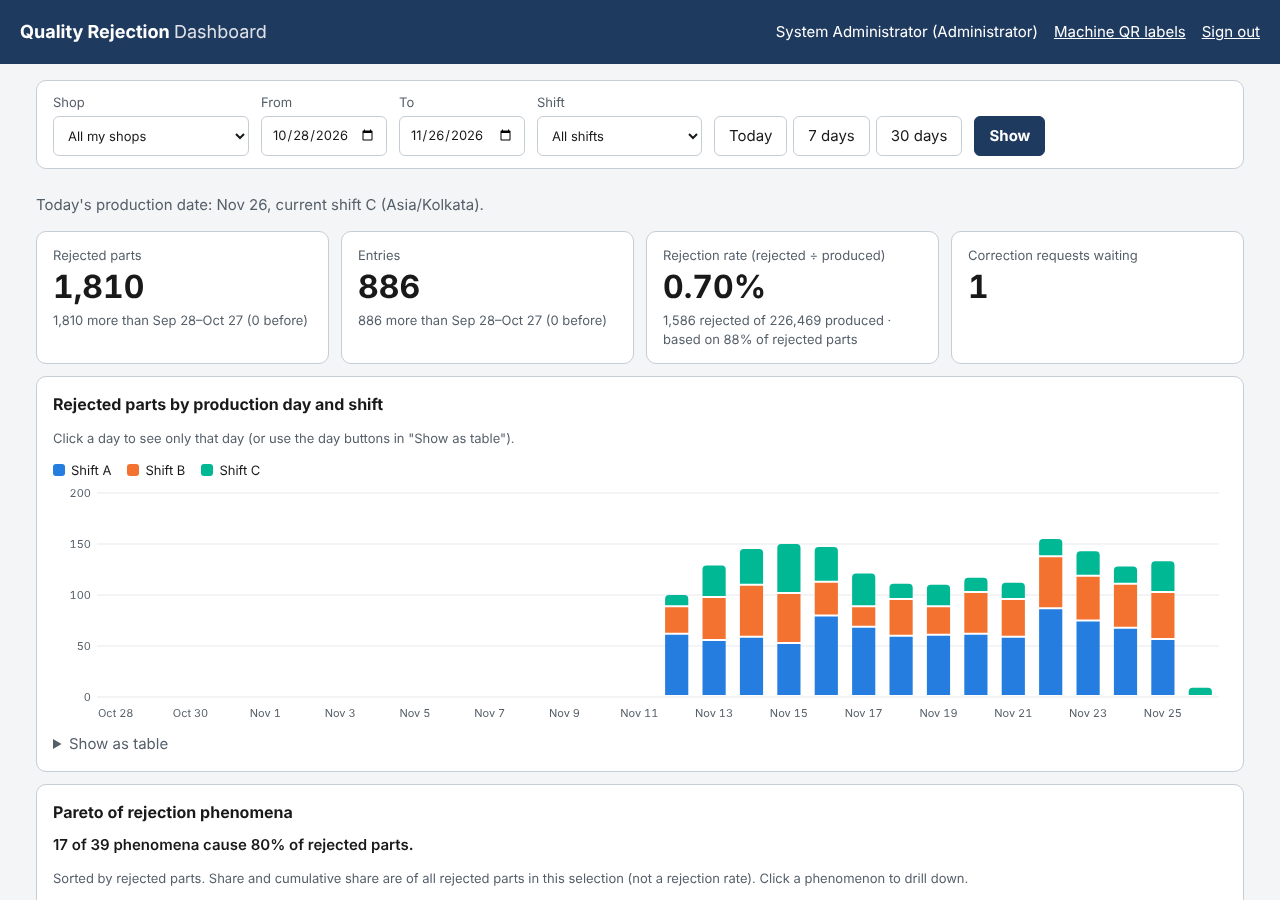 Quality Rejection Dashboard
System Administrator (Administrator) Machine QR labels Sign out
Shop From To Shift
All my shops 10/28/2026 11/26/2026 All shifts Today 7 days 30 days Show
Today's production date: Nov 26, current shift C (Asia/Kolkata).
Rejected parts
1,810
1,810 more than Sep 28–Oct 27 (0 before)
Entries
886
886 more than Sep 28–Oct 27 (0 before)
Rejection rate (rejected ÷ produced)
0.70%
1,586 rejected of 226,469 produced ·
based on 88% of rejected parts
Correction requests waiting
1
Rejected parts by production day and shift
Click a day to see only that day (or use the day buttons in "Show as table").
Shift A Shift B Shift C
200
150
100
50
0
Oct 28 Oct 30 Nov 1 Nov 3 Nov 5 Nov 7 Nov 9 Nov 11 Nov 13 Nov 15 Nov 17 Nov 19 Nov 21 Nov 23 Nov 25
Show as table
Pareto of rejection phenomena
17 of 39 phenomena cause 80% of rejected parts.
Sorted by rejected parts. Share and cumulative share are of all rejected parts in this selection (not a rejection rate). Click a phenomenon to drill down.